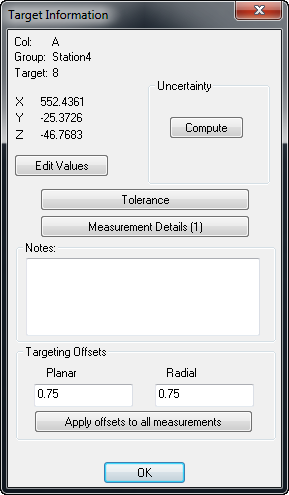 Target Information
Col: A
Group: Station4
Target: 8
X 552.4361
Y -25.3726
Z -46.7683
Uncertainty
Compute
Edit Values
Tolerance
Measurement Details (1)
Notes:
Targeting Offsets
Planar Radial
0.75 0.75
Apply offsets to all measurements
OK